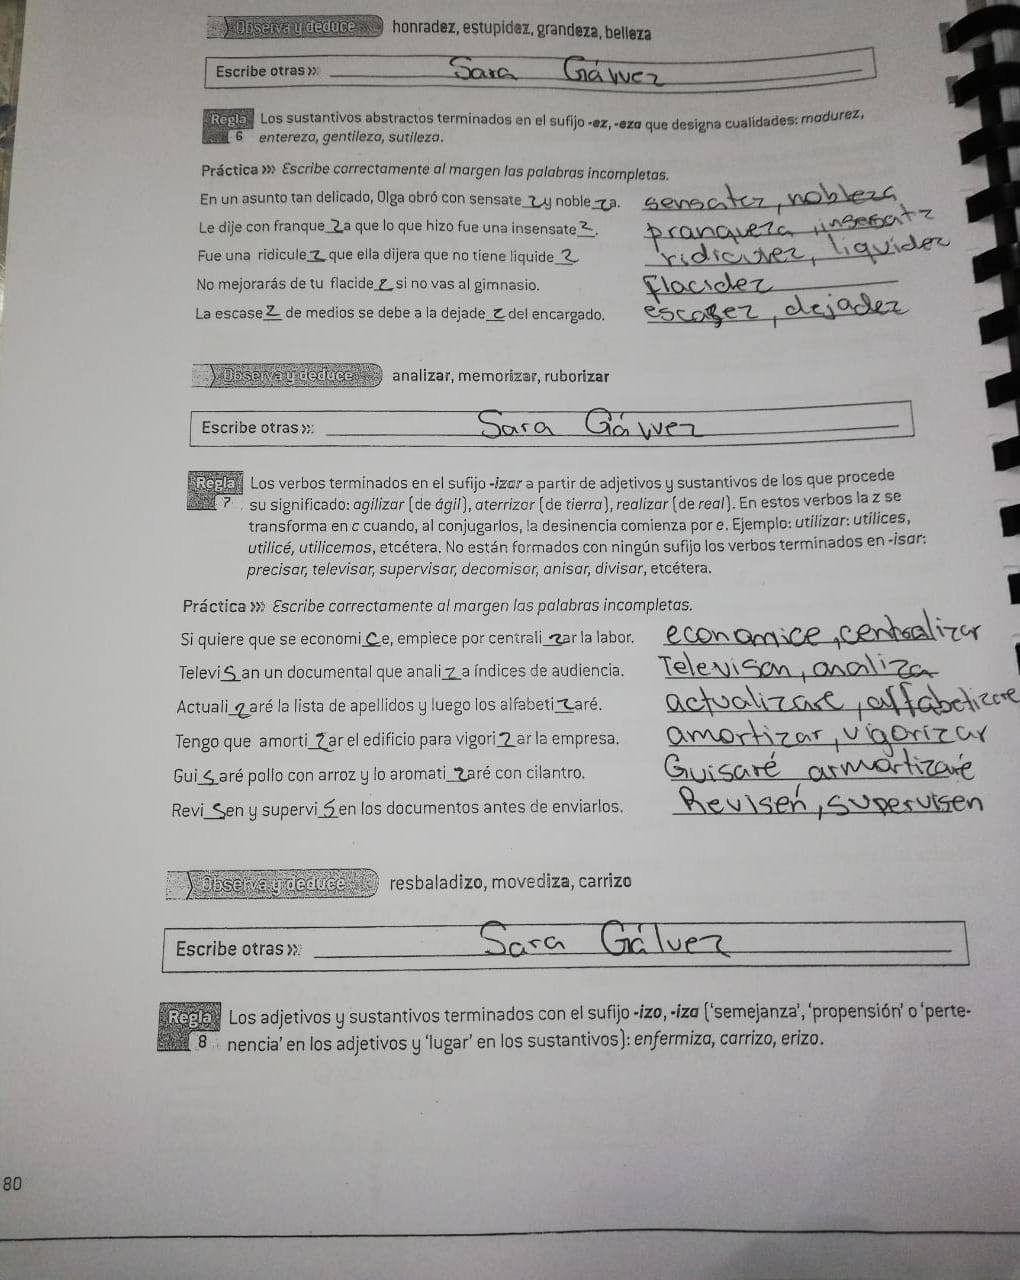 Observa y deduce honradez, estupidez, grandeza, belleza
Escribe otras »: Sara Gálvez
Regla 6 Los sustantivos abstractos terminados en el sufijo -ez, -eza que designa cualidades: madurez,
entereza, gentileza, sutileza.
Práctica »» Escribe correctamente al margen las palabras incompletas.
En un asunto tan delicado, Olga obró con sensate z y noble za. sensatez, nobleza
Le dije con franque za que lo que hizo fue una insensate z. pranqueza, insesatz
Fue una ridicule z que ella dijera que no tiene liquide z ridiculez, liquidez
No mejorarás de tu flacide z si no vas al gimnasio. flacidez
La escase z de medios se debe a la dejade z del encargado. escasez, dejadez
Observa y deduce analizar, memorizar, ruborizar
Escribe otras »: Sara Gálvez
Regla 7 Los verbos terminados en el sufijo -izar a partir de adjetivos y sustantivos de los que procede
su significado: agilizar (de ágil), aterrizar (de tierra), realizar (de real). En estos verbos la z se
transforma en c cuando, al conjugarlos, la desinencia comienza por e. Ejemplo: utilizar: utilices,
utilicé, utilicemos, etcétera. No están formados con ningún sufijo los verbos terminados en -isar:
precisar, televisar, supervisar, decomisar, anisar, divisar, etcétera.
Práctica »» Escribe correctamente al margen las palabras incompletas.
Si quiere que se economi c e, empiece por centrali zar la labor. economice, centralizar
Televi s an un documental que anali z a índices de audiencia. Televisan, analiza
Actuali z aré la lista de apellidos y luego los alfabeti z aré. actualizare, alfabetizare
Tengo que amorti z ar el edificio para vigori z ar la empresa. amortizar, vigorizar
Gui s aré pollo con arroz y lo aromati z aré con cilantro. Guisaré armartizaré
Revi s en y supervi s en los documentos antes de enviarlos. Revisen, supervisen
Observa y deduce resbaladizo, movediza, carrizo
Escribe otras »: Sara Gálvez
Regla 8 Los adjetivos y sustantivos terminados con el sufijo -izo, -iza ('semejanza', 'propensión' o 'perte-
nencia' en los adjetivos y 'lugar' en los sustantivos): enfermiza, carrizo, erizo.
80